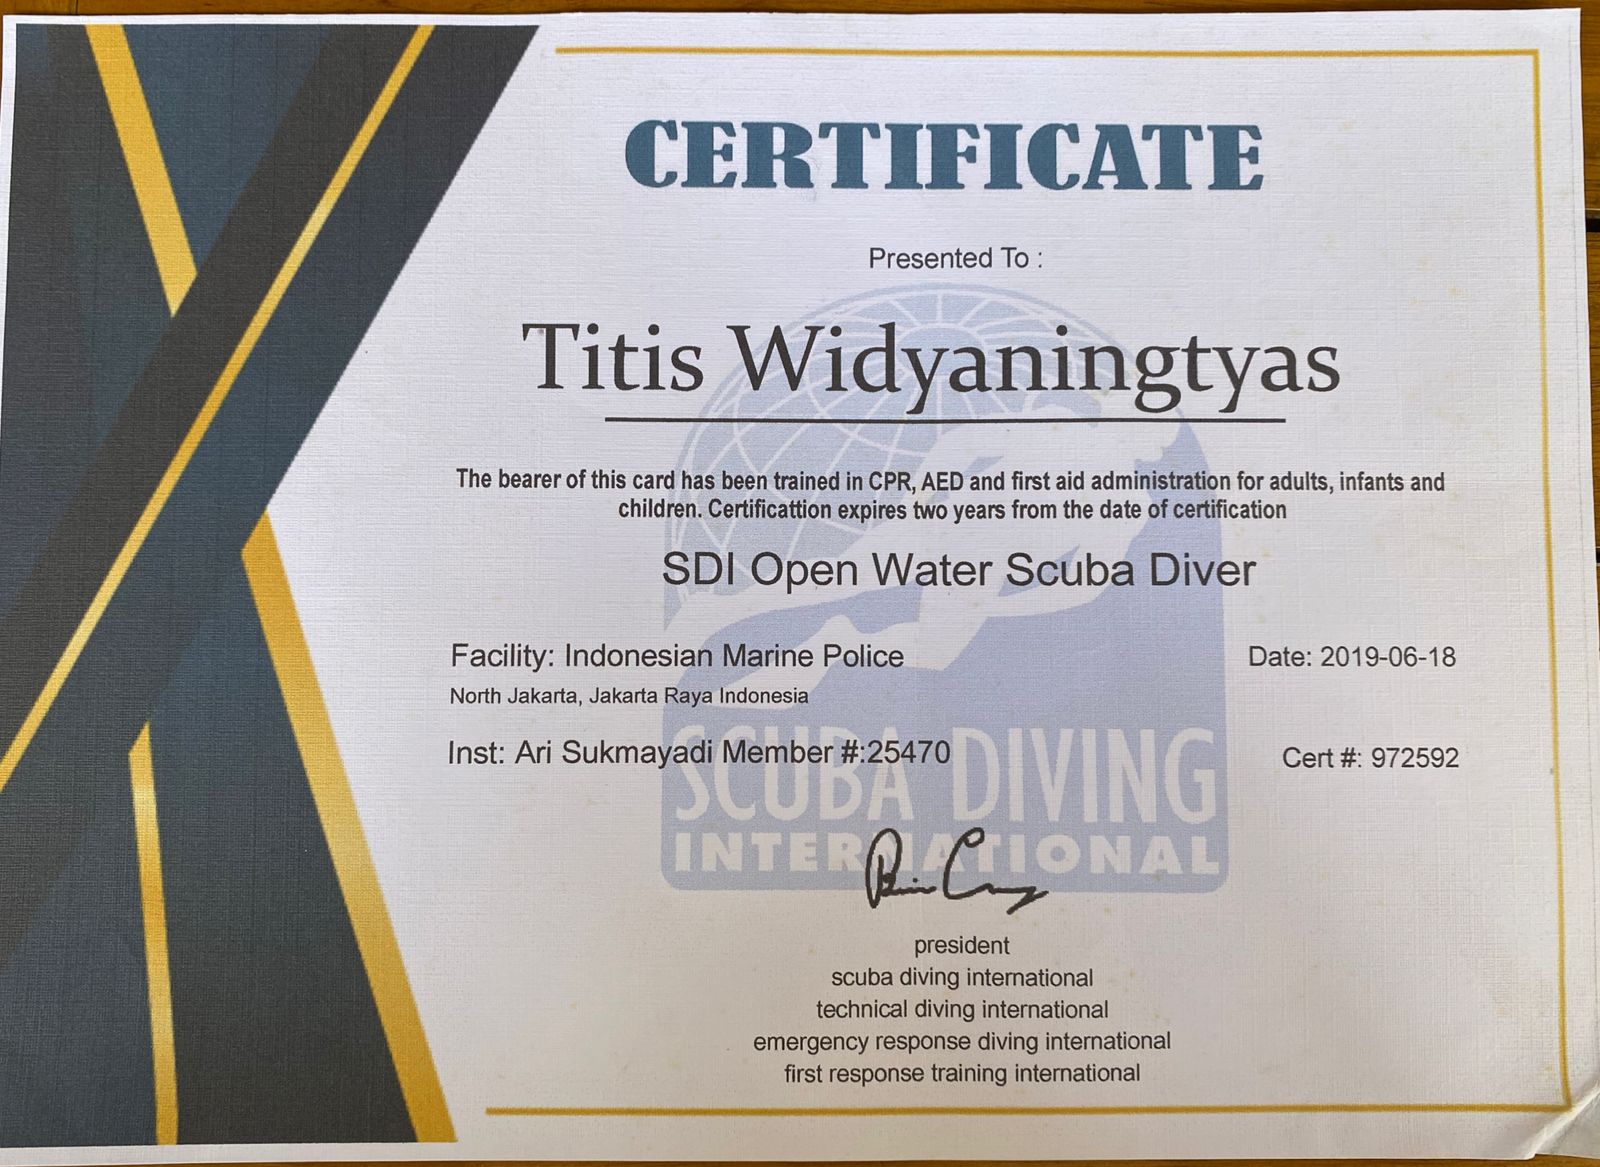 CERTIFICATE
Presented To :
Titis Widyaningtyas
The bearer of this card has been trained in CPR, AED and first aid administration for adults, infants and
children. Certificattion expires two years from the date of certification
SDI Open Water Scuba Diver
Facility: Indonesian Marine Police
Date: 2019-06-18
North Jakarta, Jakarta Raya Indonesia
Inst: Ari Sukmayadi Member #:25470
Cert #: 972592
SCUBA DIVING
INTERNATIONAL
president
scuba diving international
technical diving international
emergency response diving international
first response training international